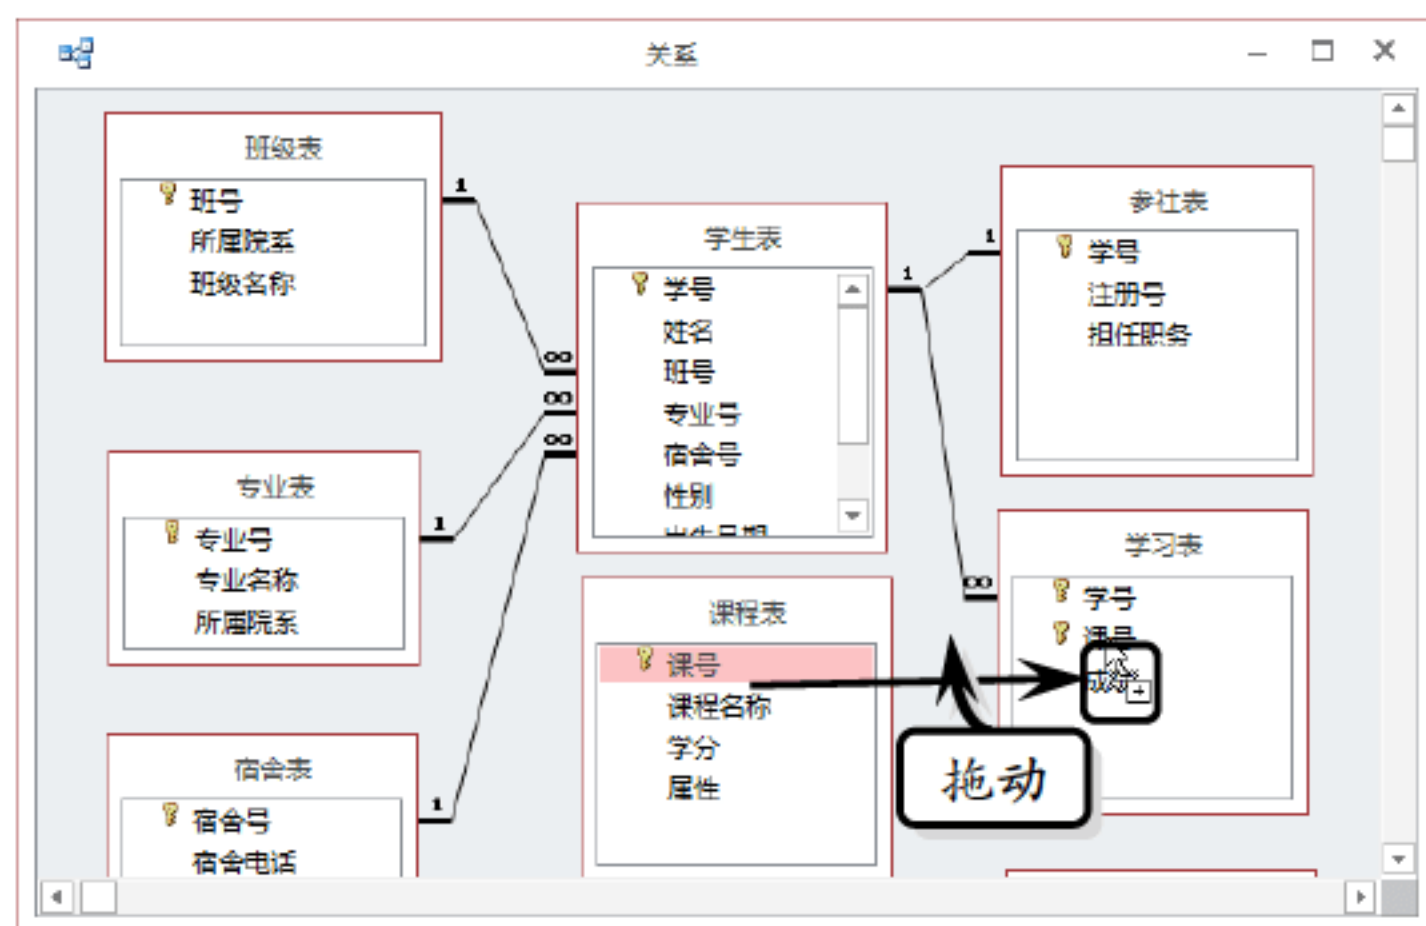 关系
班级表
1
班号
所属院系
班级名称
学生表
1
学号
姓名
班号
专业号
宿舍号
性别
∞
∞
∞
参社表
1
学号
注册号
担任职务
专业表
1
专业号
专业名称
所属院系
课程表
课号
课程名称
学分
属性
学习表
∞
学号
课号
拖动
宿舍表
1
宿舍号
宿舍电话